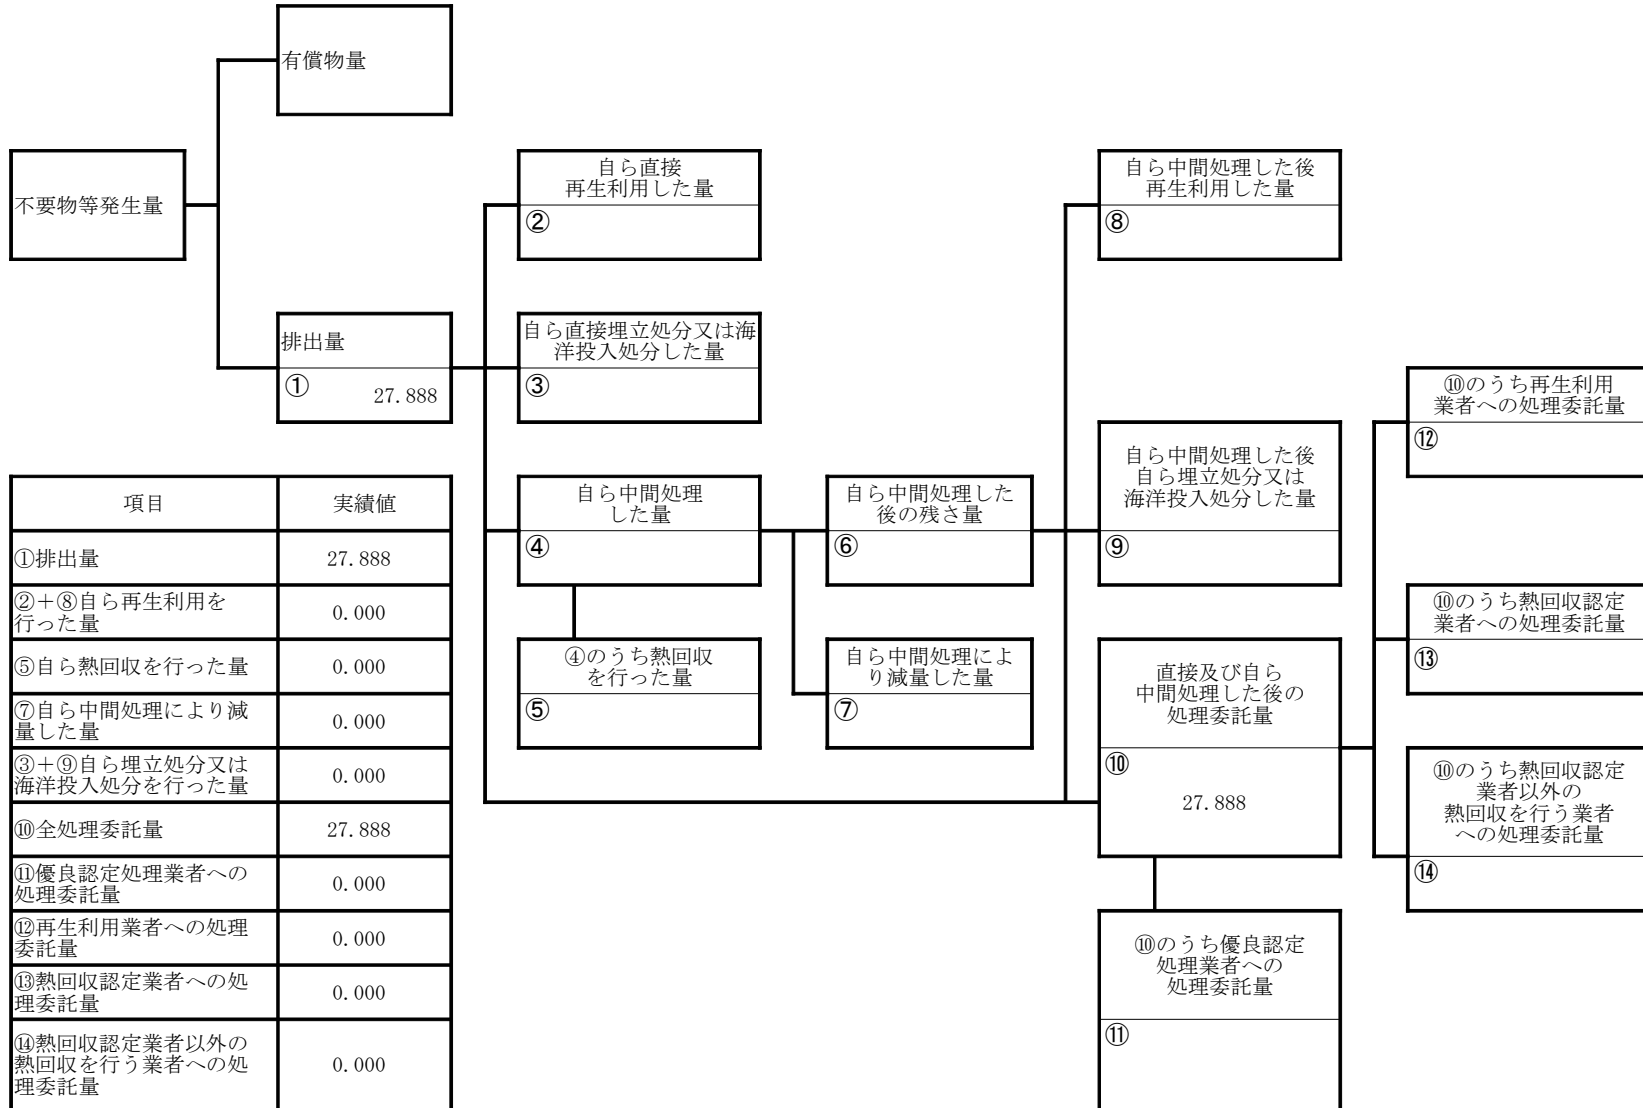 有償物量
不要物等発生量
排出量
①
27.888
自ら直接
再生利用した量
②
自ら直接埋立処分又は海
洋投入処分した量
③
自ら中間処理
した量
④
④のうち熱回収
を行った量
⑤
自ら中間処理した
後の残さ量
⑥
自ら中間処理によ
り減量した量
⑦
自ら中間処理した後
再生利用した量
⑧
自ら中間処理した後
自ら埋立処分又は
海洋投入処分した量
⑨
直接及び自ら
中間処理した後の
処理委託量
⑩
27.888
⑩のうち優良認定
処理業者への
処理委託量
⑪
⑩のうち再生利用
業者への処理委託量
⑫
⑩のうち熱回収認定
業者への処理委託量
⑬
⑩のうち熱回収認定
業者以外の
熱回収を行う業者
への処理委託量
⑭
項目 実績値
①排出量 27.888
②+⑧自ら再生利用を
行った量 0.000
⑤自ら熱回収を行った量 0.000
⑦自ら中間処理により減
量した量 0.000
③+⑨自ら埋立処分又は
海洋投入処分を行った量 0.000
⑩全処理委託量 27.888
⑪優良認定処理業者への
処理委託量 0.000
⑫再生利用業者への処理
委託量 0.000
⑬熱回収認定業者への処
理委託量 0.000
⑭熱回収認定業者以外の
熱回収を行う業者への処
理委託量 0.000